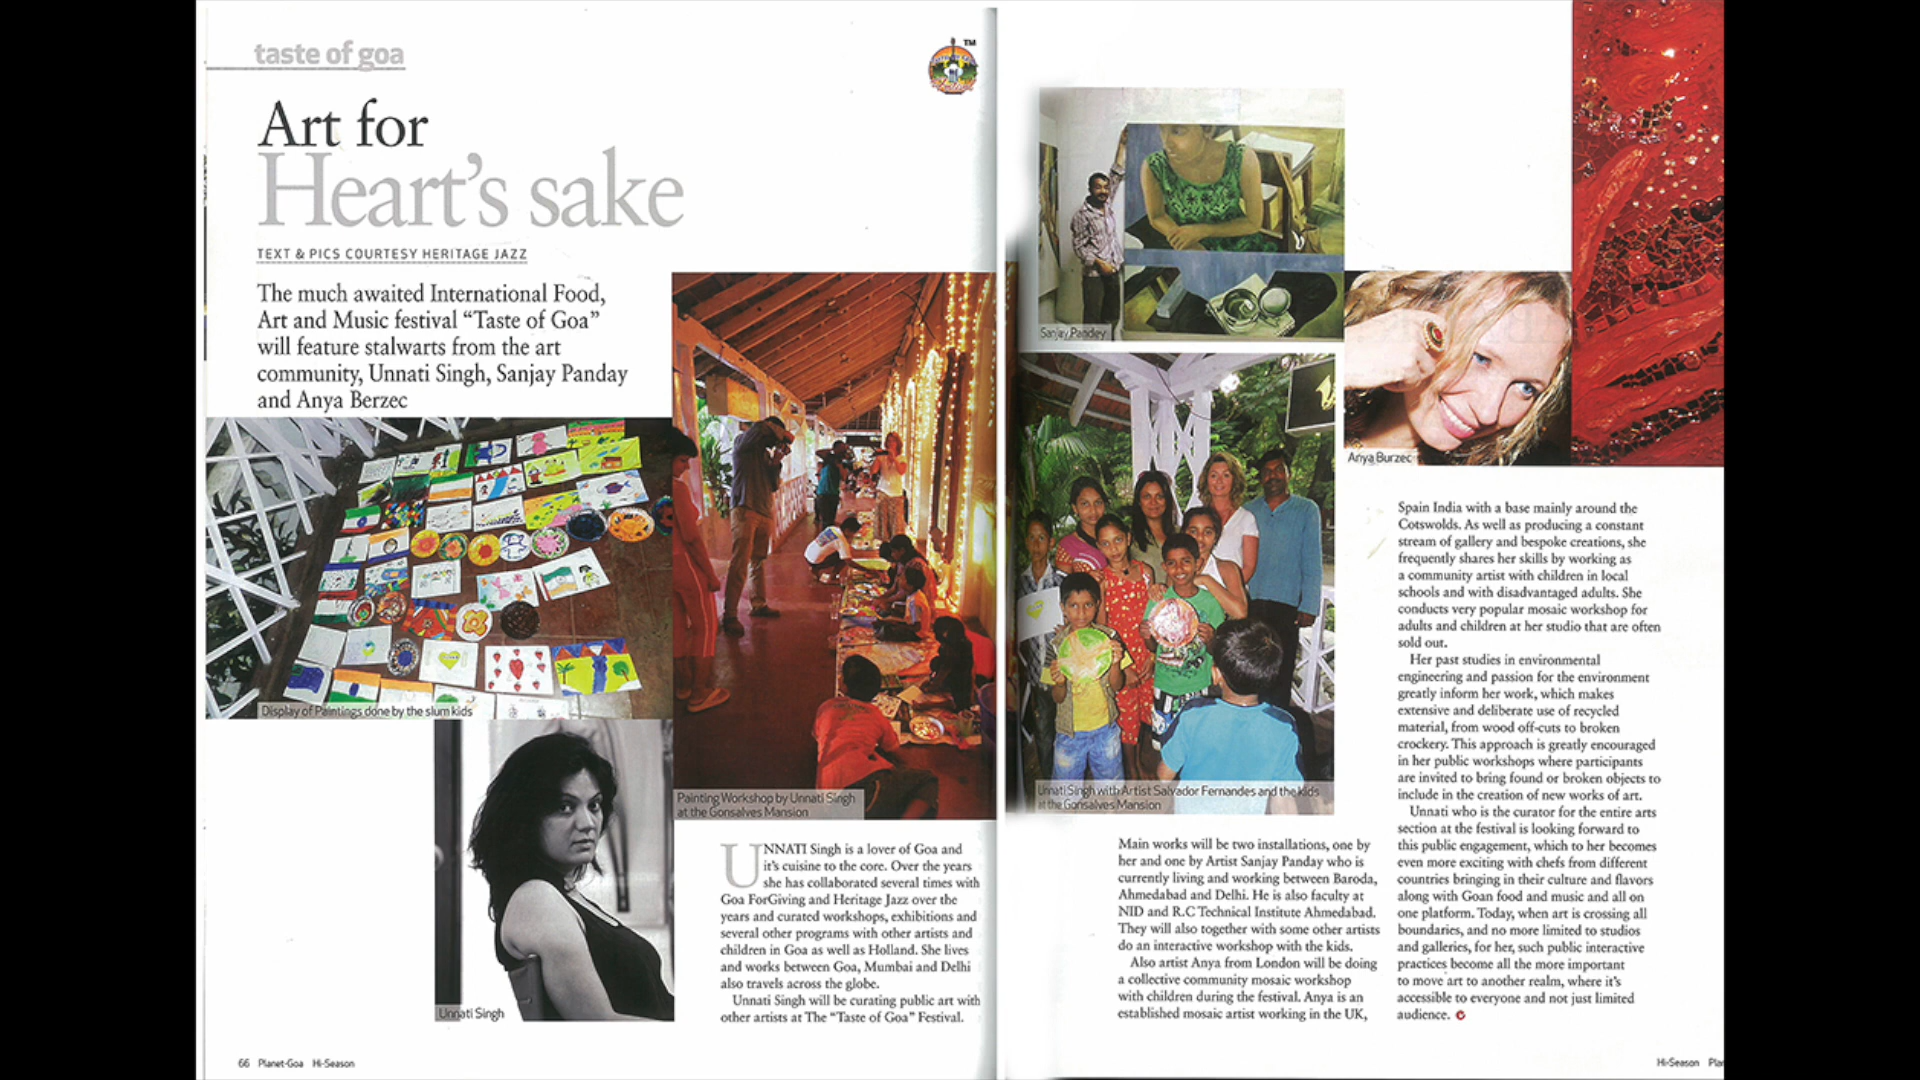 taste of goa
TM
Art for
Heart's sake
TEXT & PICS COURTESY HERITAGE JAZZ
The much awaited International Food,
Art and Music festival “Taste of Goa”
will feature stalwarts from the art
community, Unnati Singh, Sanjay Panday
and Anya Berzec
Display of Paintings done by the slum kids
Unnati Singh
Painting Workshop by Unnati Singh
at the Gonsalves Mansion
UNNATI Singh is a lover of Goa and
it's cuisine to the core. Over the years
she has collaborated several times with
Goa ForGiving and Heritage Jazz over the
years and curated workshops, exhibitions and
several other programs with other artists and
children in Goa as well as Holland. She lives
and works between Goa, Mumbai and Delhi
also travels across the globe.
Unnati Singh will be curating public art with
other artists at The “Taste of Goa” Festival.
66 Planet-Goa Hi-Season
Sanjay Pandey
Unnati Singh with Artist Salvador Fernandes and the kids
at the Gonsalves Mansion
Anya Burzec
Main works will be two installations, one by
her and one by Artist Sanjay Panday who is
currently living and working between Baroda,
Ahmedabad and Delhi. He is also faculty at
NID and R.C Technical Institute Ahmedabad.
They will also together with some other artists
do an interactive workshop with the kids.
Also artist Anya from London will be doing
a collective community mosaic workshop
with children during the festival. Anya is an
established mosaic artist working in the UK,
Spain India with a base mainly around the
Cotswolds. As well as producing a constant
stream of gallery and bespoke creations, she
frequently shares her skills by working as
a community artist with children in local
schools and with disadvantaged adults. She
conducts very popular mosaic workshop for
adults and children at her studio that are often
sold out.
Her past studies in environmental
engineering and passion for the environment
greatly inform her work, which makes
extensive and deliberate use of recycled
material, from wood off-cuts to broken
crockery. This approach is greatly encouraged
in her public workshops where participants
are invited to bring found or broken objects to
include in the creation of new works of art.
Unnati who is the curator for the entire arts
section at the festival is looking forward to
this public engagement, which to her becomes
even more exciting with chefs from different
countries bringing in their culture and flavors
along with Goan food and music and all on
one platform. Today, when art is crossing all
boundaries, and no more limited to studios
and galleries, for her, such public interactive
practices become all the more important
to move art to another realm, where it's
accessible to everyone and not just limited
audience.
Hi-Season Pla